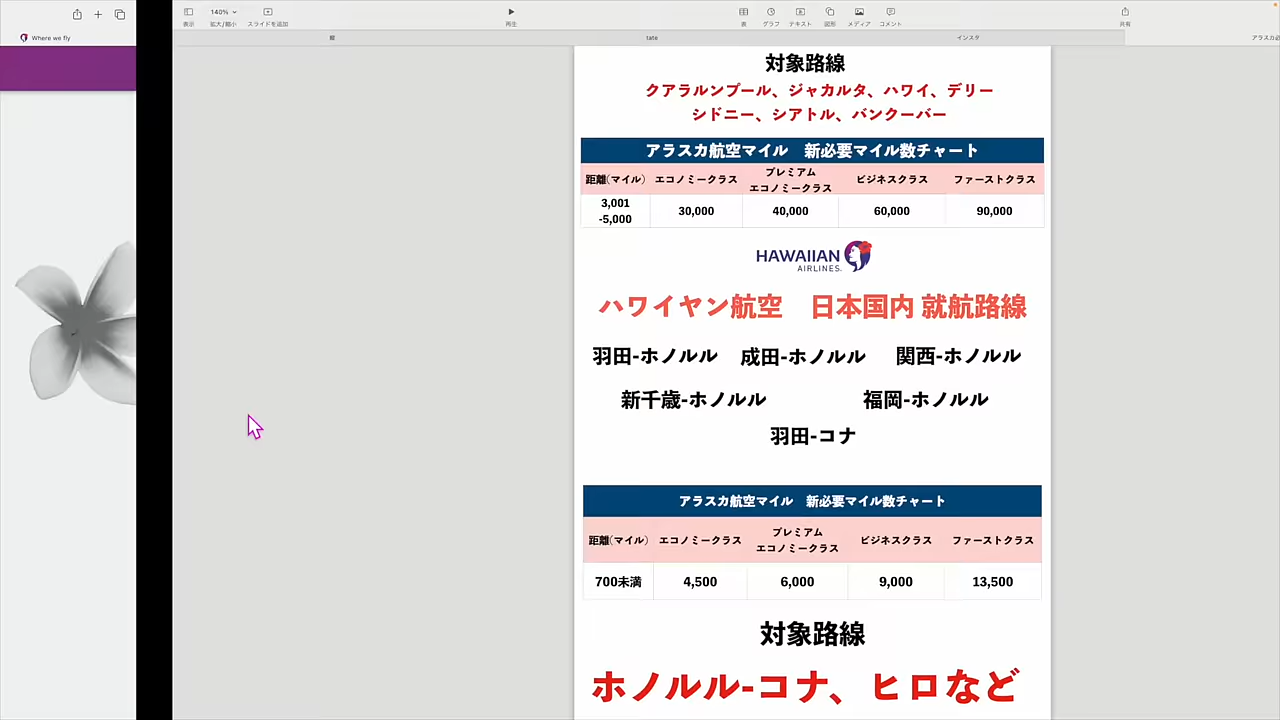 Where we fly
140%
表示
拡大/縮小
スライドを追加
再生
表
グラフ
テキスト
図形
メディア
コメント
共有
tate
インスタ
対象路線
クアラルンプール、ジャカルタ、ハワイ、デリー
シドニー、シアトル、バンクーバー
アラスカ航空マイル　新必要マイル数チャート
距離(マイル) エコノミークラス プレミアム エコノミークラス ビジネスクラス ファーストクラス
3,001 -5,000 30,000 40,000 60,000 90,000
HAWAIIAN
AIRLINES.
ハワイヤン航空　日本国内 就航路線
羽田-ホノルル 成田-ホノルル 関西-ホノルル
新千歳-ホノルル 福岡-ホノルル
羽田-コナ
アラスカ航空マイル　新必要マイル数チャート
距離(マイル) エコノミークラス プレミアム エコノミークラス ビジネスクラス ファーストクラス
700未満 4,500 6,000 9,000 13,500
対象路線
ホノルル-コナ、ヒロなど